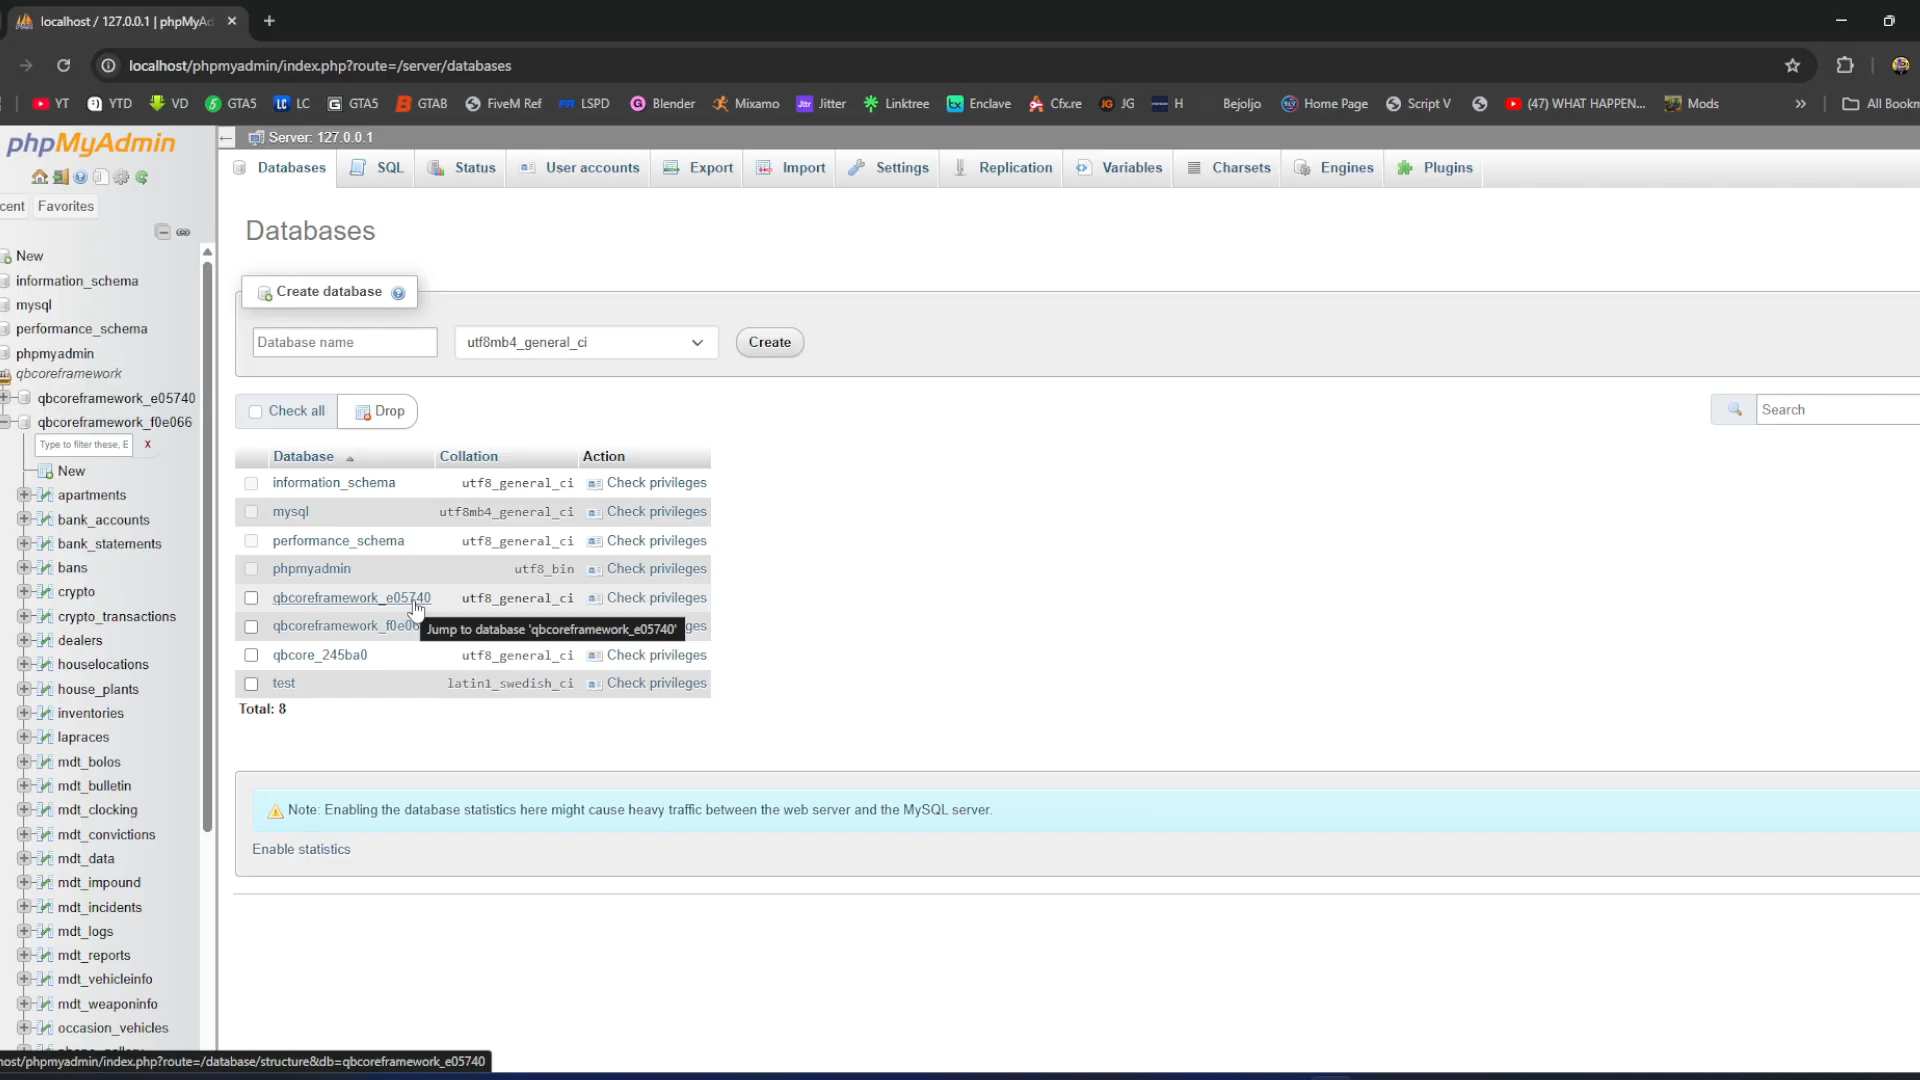 localhost / 127.0.0.1 | phpMyAd
localhost/phpmyadmin/index.php?route=/server/databases
YT YTD VD GTA5 LC GTA5 GTAB FiveM Ref LSPD Blender Mixamo Jitter Linktree Enclave Cfx.re JG H Bejoljo Home Page Script V (47) WHAT HAPPEN... Mods » All Bookm
phpMyAdmin
cent Favorites
New
information_schema
mysql
performance_schema
phpmyadmin
qbcoreframework
qbcoreframework_e05740
qbcoreframework_f0e066
Type to filter these, E X
New
apartments
bank_accounts
bank_statements
bans
crypto
crypto_transactions
dealers
houselocations
house_plants
inventories
lapraces
mdt_bolos
mdt_bulletin
mdt_clocking
mdt_convictions
mdt_data
mdt_impound
mdt_incidents
mdt_logs
mdt_reports
mdt_vehicleinfo
mdt_weaponinfo
occasion_vehicles
Server: 127.0.0.1
Databases SQL Status User accounts Export Import Settings Replication Variables Charsets Engines Plugins
Databases
Create database
Database name utf8mb4_general_ci Create
Check all Drop Search
Database Collation Action
information_schema utf8_general_ci Check privileges
mysql utf8mb4_general_ci Check privileges
performance_schema utf8_general_ci Check privileges
phpmyadmin utf8_bin Check privileges
qbcoreframework_e05740 utf8_general_ci Check privileges
qbcoreframework_f0e06 ges
Jump to database 'qbcoreframework_e05740'
qbcore_245ba0 utf8_general_ci Check privileges
test latin1_swedish_ci Check privileges
Total: 8
Note: Enabling the database statistics here might cause heavy traffic between the web server and the MySQL server.
Enable statistics
host/phpmyadmin/index.php?route=/database/structure&db=qbcoreframework_e05740